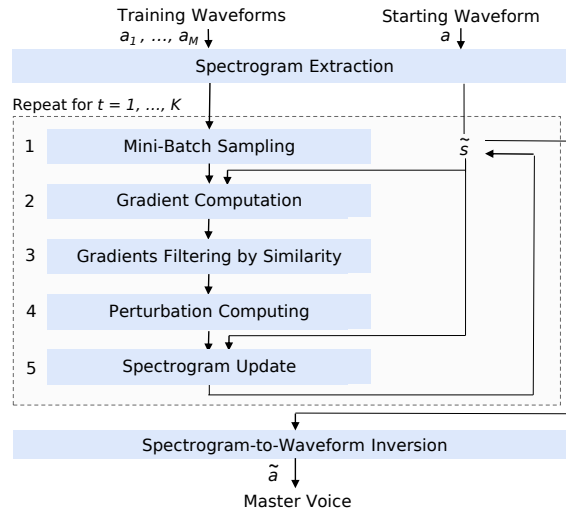 Training Waveforms Starting Waveform
a1 , ..., aM a
Spectrogram Extraction
Repeat for t = 1, ..., K
1 Mini-Batch Sampling s̃
2 Gradient Computation
3 Gradients Filtering by Similarity
4 Perturbation Computing
5 Spectrogram Update
Spectrogram-to-Waveform Inversion
ã
Master Voice